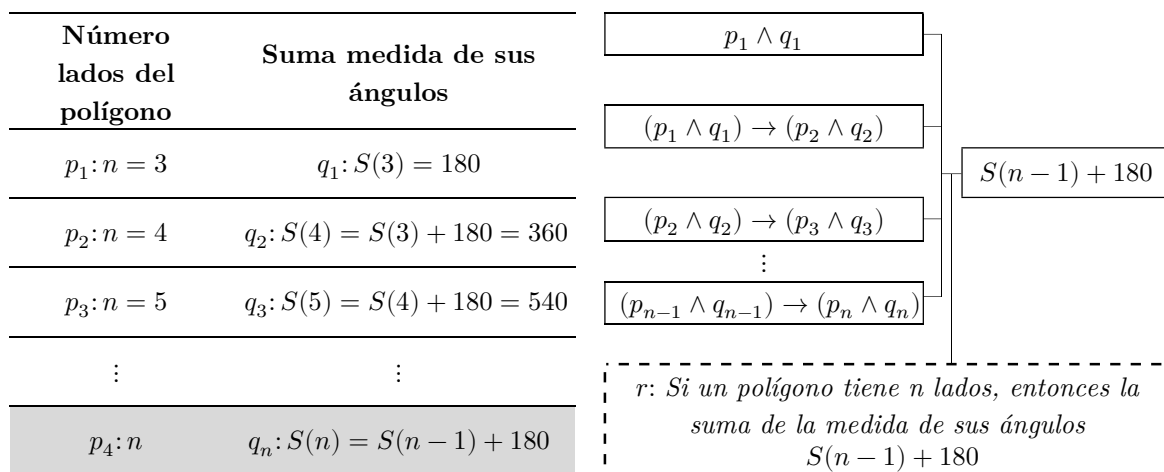 Número
lados del
polígono
Suma medida de sus
ángulos
p₁: n = 3
q₁: S(3) = 180
p₂: n = 4
q₂: S(4) = S(3) + 180 = 360
p₃: n = 5
q₃: S(5) = S(4) + 180 = 540
⋮
⋮
p₄: n
qₙ: S(n) = S(n − 1) + 180
p₁ ∧ q₁
(p₁ ∧ q₁) → (p₂ ∧ q₂)
(p₂ ∧ q₂) → (p₃ ∧ q₃)
⋮
(pₙ₋₁ ∧ qₙ₋₁) → (pₙ ∧ qₙ)
S(n − 1) + 180
r: Si un polígono tiene n lados, entonces la
suma de la medida de sus ángulos
S(n − 1) + 180